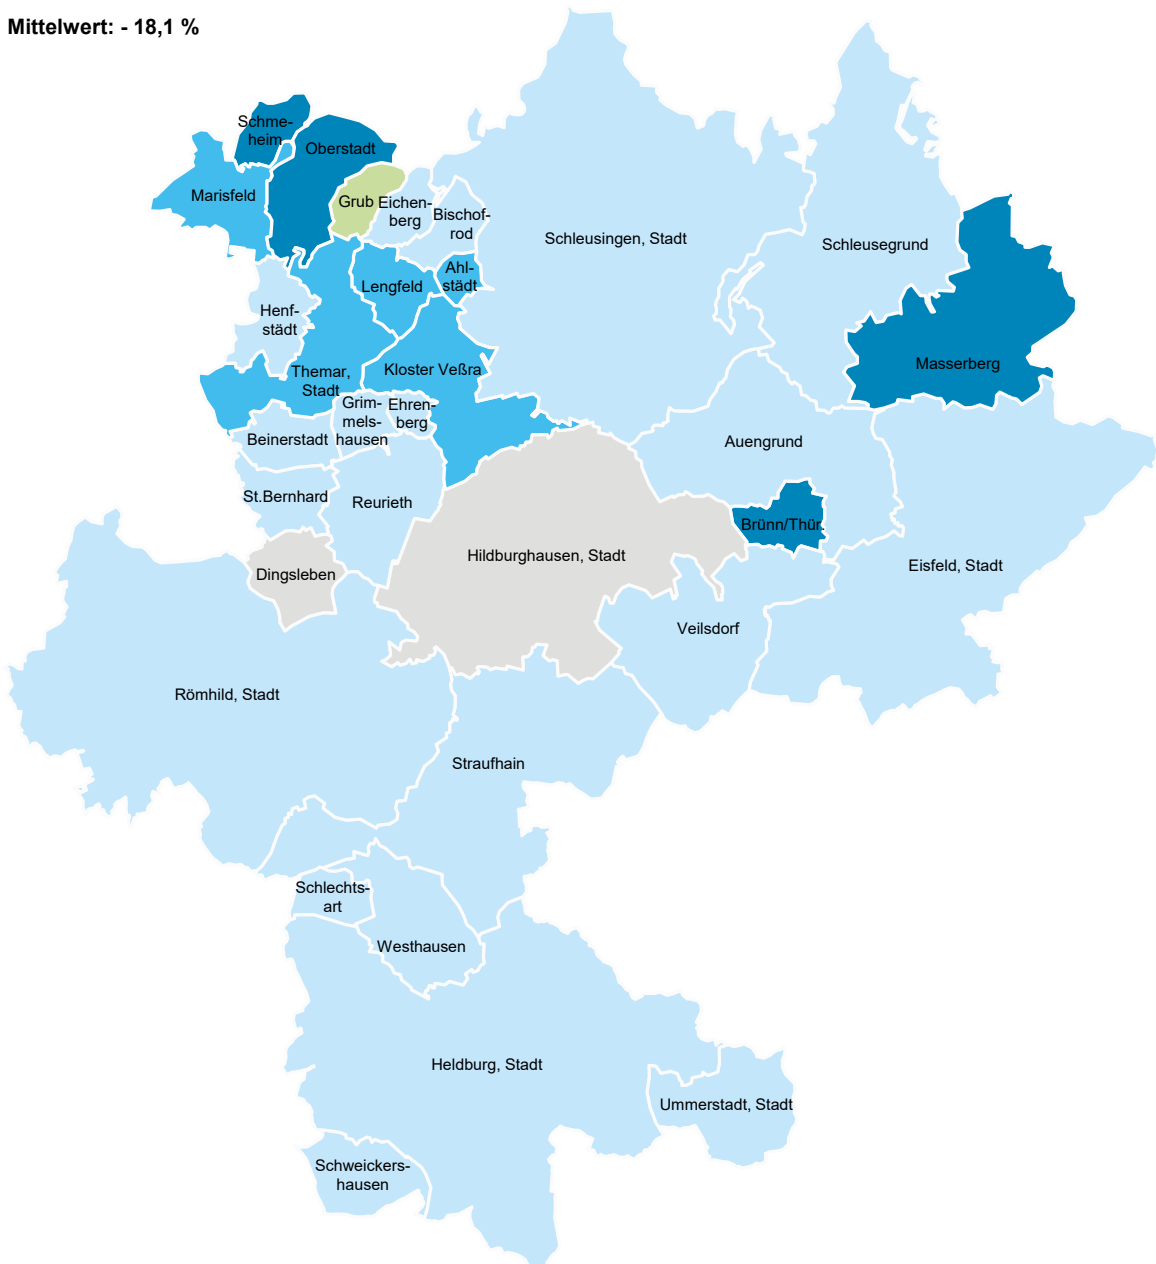 Mittelwert: - 18,1 %
Schme-
heim
Oberstadt
Marisfeld
Grub
Eichen-
berg
Bischof-
rod
Schleusingen, Stadt
Schleusegrund
Ahl-
städt
Lengfeld
Henf-
städt
Masserberg
Themar,
Stadt
Kloster Veßra
Grim-
mels-
hausen
Ehren-
berg
Beinerstadt
Auengrund
St.Bernhard
Reurieth
Brünn/Thür.
Hildburghausen, Stadt
Eisfeld, Stadt
Dingsleben
Veilsdorf
Römhild, Stadt
Straufhain
Schlechts-
art
Westhausen
Heldburg, Stadt
Ummerstadt, Stadt
Schweickers-
hausen